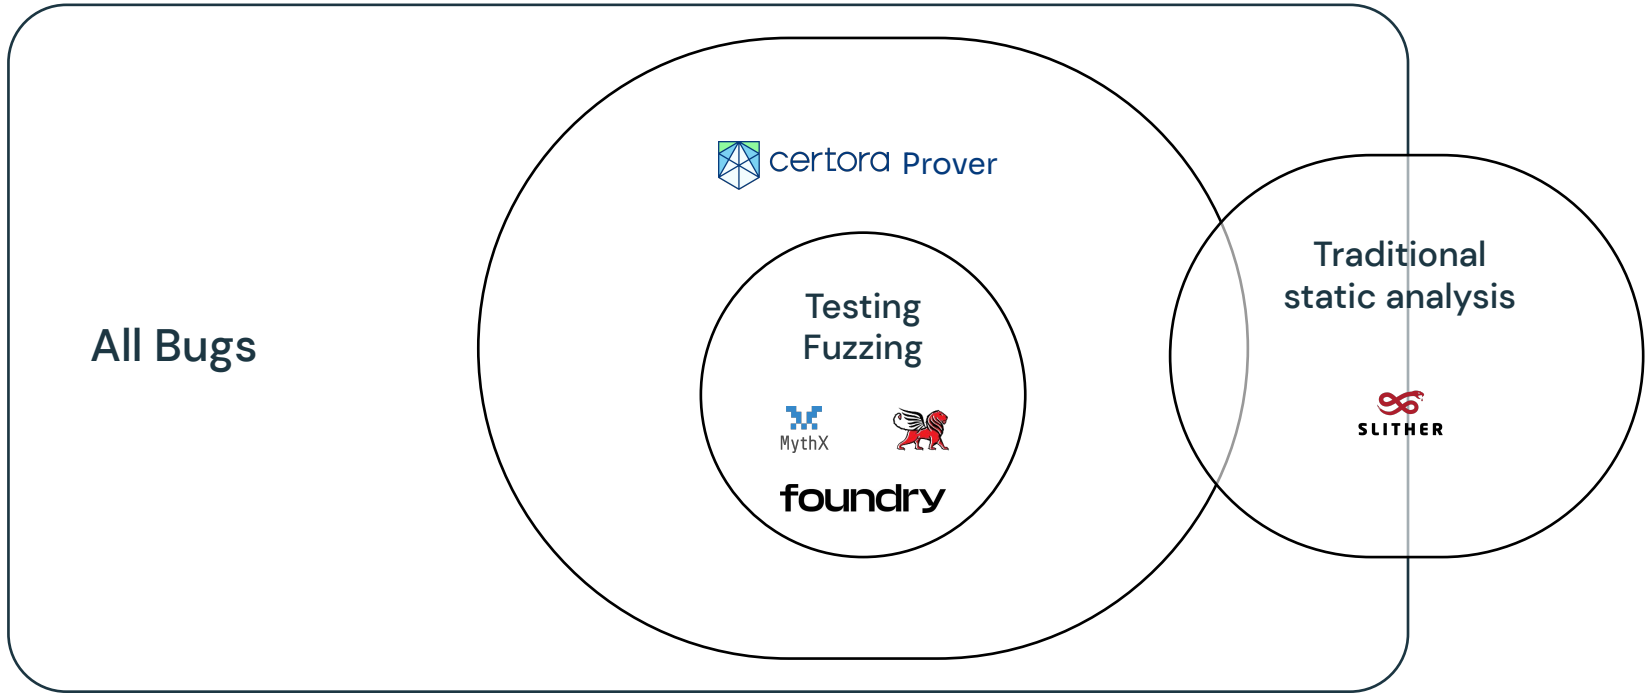 certora Prover
Traditional
static analysis
Testing
Fuzzing
All Bugs
MythX
SLITHER
foundry